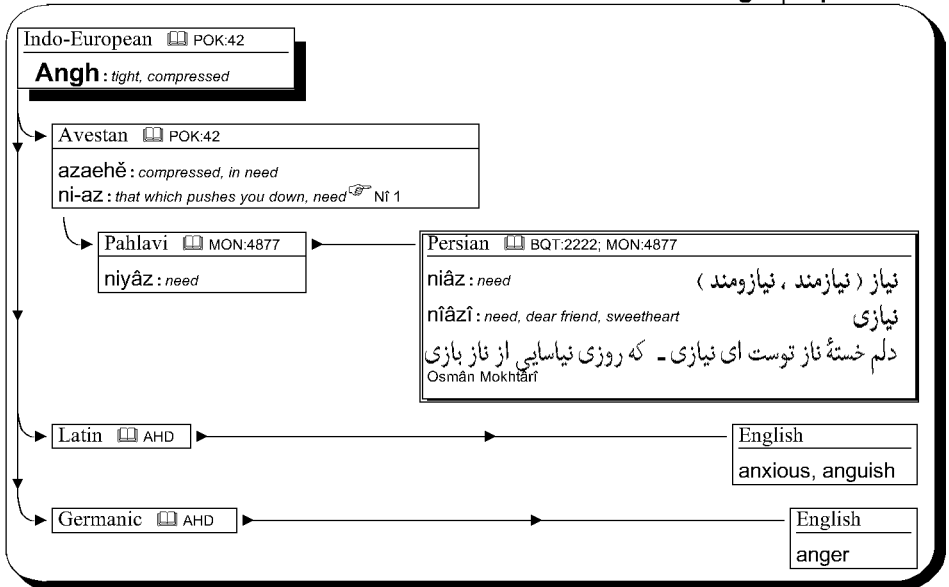 Indo-European POK:42
Angh : tight, compressed
Avestan POK:42
azaehě : compressed, in need
ni-az : that which pushes you down, need Nî 1
Pahlavi MON:4877
niyâz : need
Persian BQT:2222; MON:4877
niâz : need نیاز ( نیازمند ، نیازومند )
nîâzî : need, dear friend, sweetheart نیازی
دلم خستهٔ ناز توست ای نیازی ـ که روزی نیاسایی از ناز بازی
Osmân Mokhtârî
Latin AHD
English
anxious, anguish
Germanic AHD
English
anger